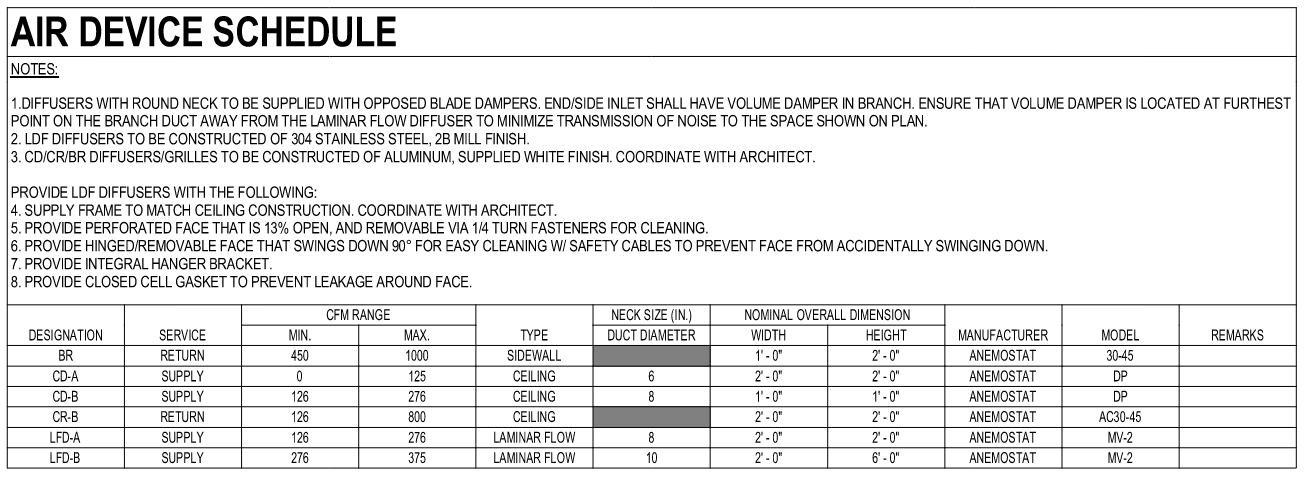 AIR DEVICE SCHEDULE
NOTES:
1.DIFFUSERS WITH ROUND NECK TO BE SUPPLIED WITH OPPOSED BLADE DAMPERS. END/SIDE INLET SHALL HAVE VOLUME DAMPER IN BRANCH. ENSURE THAT VOLUME DAMPER IS LOCATED AT FURTHEST
POINT ON THE BRANCH DUCT AWAY FROM THE LAMINAR FLOW DIFFUSER TO MINIMIZE TRANSMISSION OF NOISE TO THE SPACE SHOWN ON PLAN.
2. LDF DIFFUSERS TO BE CONSTRUCTED OF 304 STAINLESS STEEL, 2B MILL FINISH.
3. CD/CR/BR DIFFUSERS/GRILLES TO BE CONSTRUCTED OF ALUMINUM, SUPPLIED WHITE FINISH. COORDINATE WITH ARCHITECT.
PROVIDE LDF DIFFUSERS WITH THE FOLLOWING:
4. SUPPLY FRAME TO MATCH CEILING CONSTRUCTION. COORDINATE WITH ARCHITECT.
5. PROVIDE PERFORATED FACE THAT IS 13% OPEN, AND REMOVABLE VIA 1/4 TURN FASTENERS FOR CLEANING.
6. PROVIDE HINGED/REMOVABLE FACE THAT SWINGS DOWN 90° FOR EASY CLEANING W/ SAFETY CABLES TO PREVENT FACE FROM ACCIDENTALLY SWINGING DOWN.
7. PROVIDE INTEGRAL HANGER BRACKET.
8. PROVIDE CLOSED CELL GASKET TO PREVENT LEAKAGE AROUND FACE.
CFM RANGE NECK SIZE (IN.) NOMINAL OVERALL DIMENSION
DESIGNATION SERVICE MIN. MAX. TYPE DUCT DIAMETER WIDTH HEIGHT MANUFACTURER MODEL REMARKS
BR RETURN 450 1000 SIDEWALL 1' - 0" 2' - 0" ANEMOSTAT 30-45
CD-A SUPPLY 0 125 CEILING 6 2' - 0" 2' - 0" ANEMOSTAT DP
CD-B SUPPLY 126 276 CEILING 8 1' - 0" 1' - 0" ANEMOSTAT DP
CR-B RETURN 126 800 CEILING 2' - 0" 2' - 0" ANEMOSTAT AC30-45
LFD-A SUPPLY 126 276 LAMINAR FLOW 8 2' - 0" 2' - 0" ANEMOSTAT MV-2
LFD-B SUPPLY 276 375 LAMINAR FLOW 10 2' - 0" 6' - 0" ANEMOSTAT MV-2